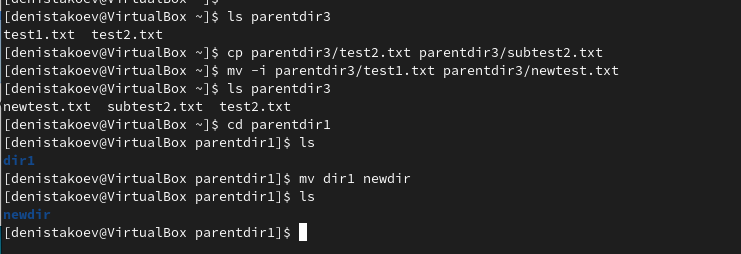 [denistakoev@VirtualBox ~]$ ls parentdir3
test1.txt  test2.txt
[denistakoev@VirtualBox ~]$ cp parentdir3/test2.txt parentdir3/subtest2.txt
[denistakoev@VirtualBox ~]$ mv -i parentdir3/test1.txt parentdir3/newtest.txt
[denistakoev@VirtualBox ~]$ ls parentdir3
newtest.txt  subtest2.txt  test2.txt
[denistakoev@VirtualBox ~]$ cd parentdir1
[denistakoev@VirtualBox parentdir1]$ ls
dir1
[denistakoev@VirtualBox parentdir1]$ mv dir1 newdir
[denistakoev@VirtualBox parentdir1]$ ls
newdir
[denistakoev@VirtualBox parentdir1]$